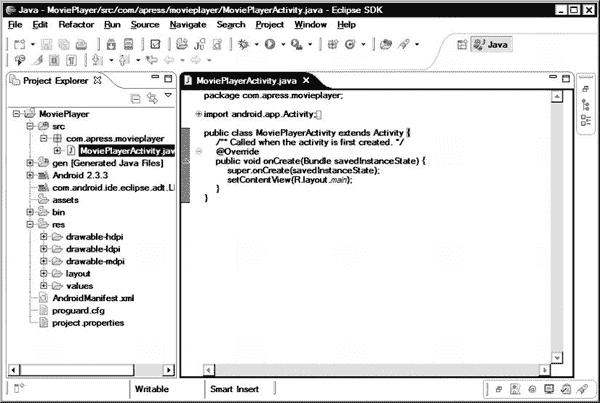 Java - MoviePlayer/src/com/apress/movieplayer/MoviePlayerActivity.java - Eclipse SDK
File Edit Refactor Run Source Navigate Search Project Window Help
Java
Project Explorer
MoviePlayer
src
com.apress.movieplayer
MoviePlayerActivity.jav
gen [Generated Java Files]
Android 2.3.3
com.android.ide.eclipse.adt.LI
assets
bin
res
drawable-hdpi
drawable-ldpi
drawable-mdpi
layout
values
AndroidManifest.xml
proguard.cfg
project.properties
MoviePlayerActivity.java
package com.apress.movieplayer;
import android.app.Activity;
public class MoviePlayerActivity extends Activity {
/** Called when the activity is first created. */
@Override
public void onCreate(Bundle savedInstanceState) {
super.onCreate(savedInstanceState);
setContentView(R.layout.main);
}
}
Writable Smart Insert